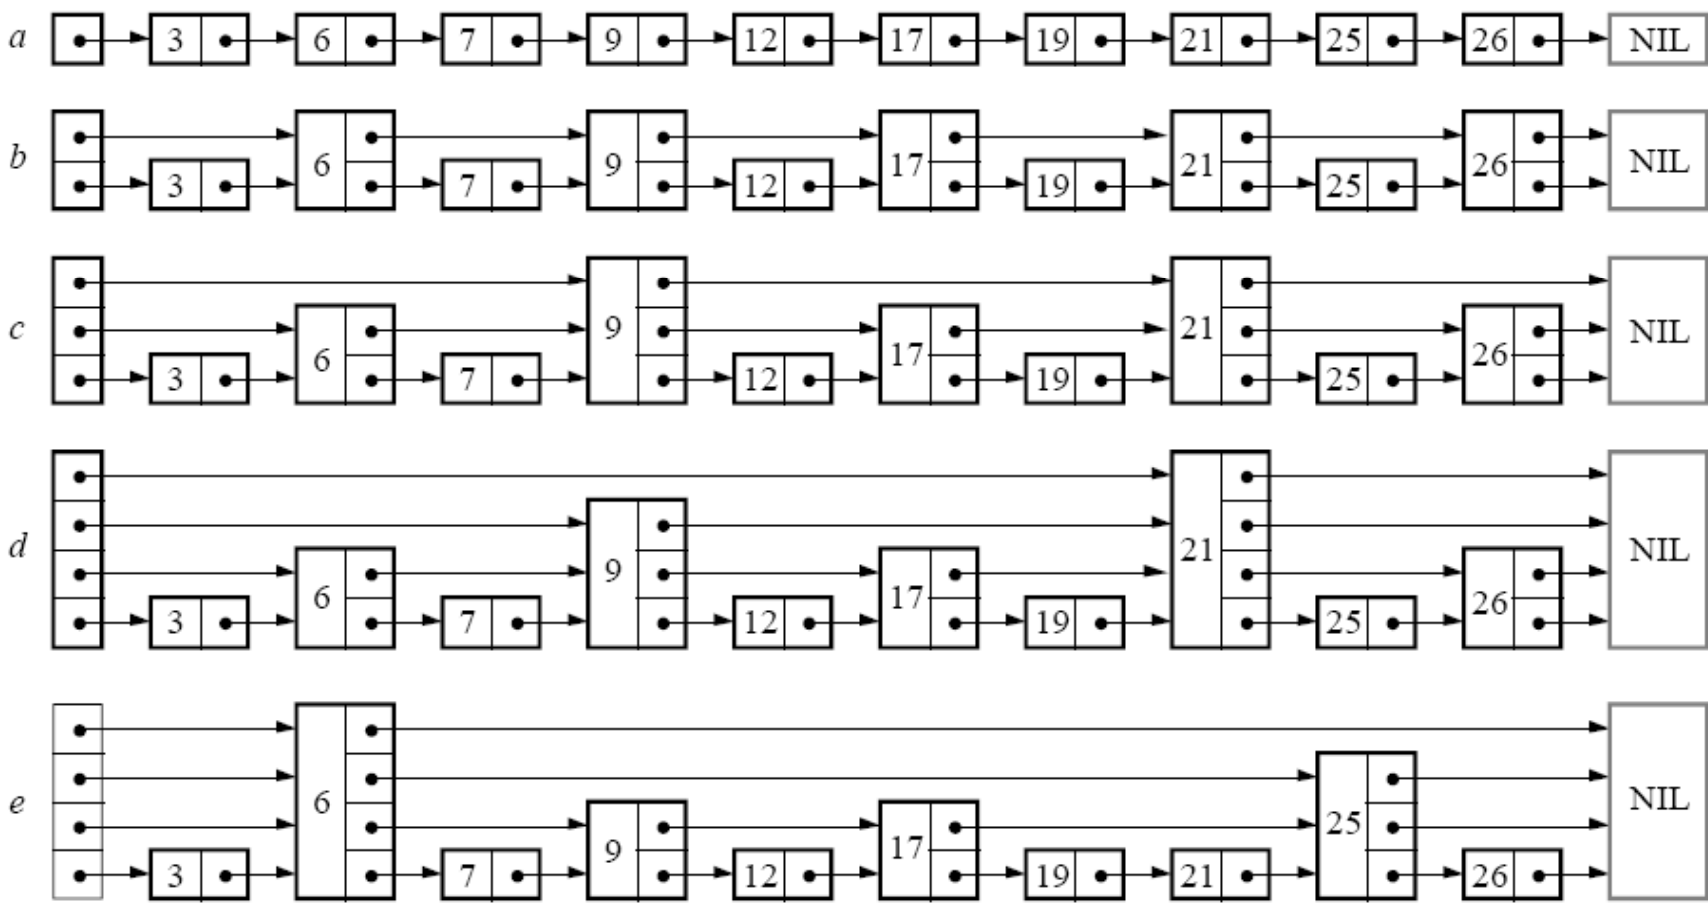 a 3 6 7 9 12 17 19 21 25 26 NIL
b 3 6 7 9 12 17 19 21 25 26 NIL
c 3 6 7 9 12 17 19 21 25 26 NIL
d 3 6 7 9 12 17 19 21 25 26 NIL
e 3 6 7 9 12 17 19 21 25 26 NIL